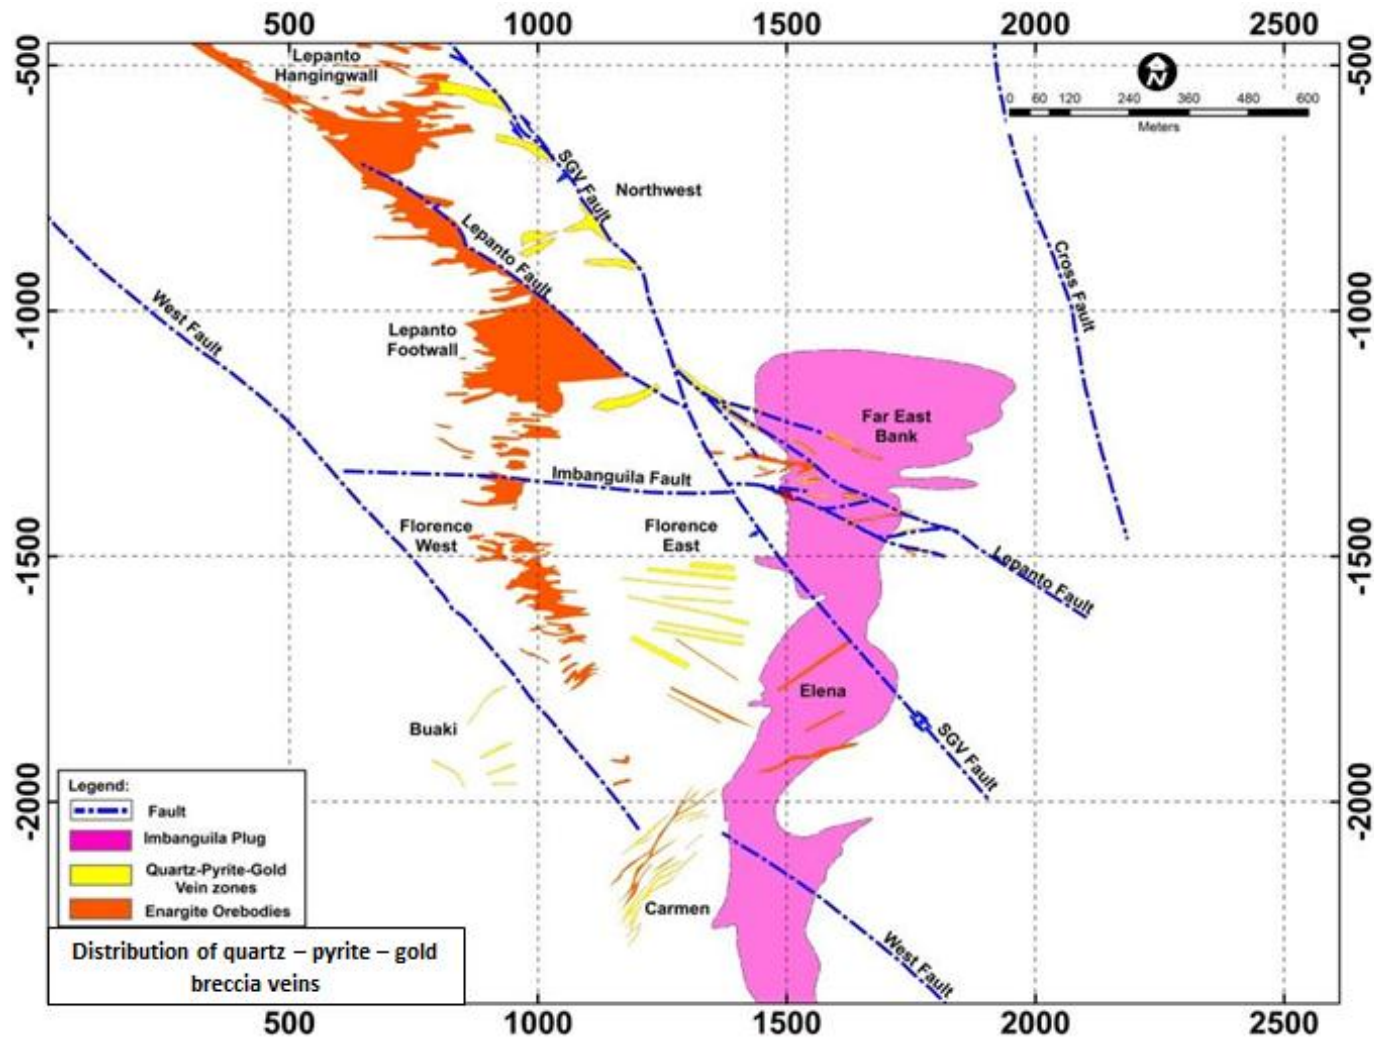 500 1000 1500 2000 2500
-500 -500
Lepanto
Hangingwall
N
0 60 120 240 360 480 600
Meters
SGV Fault
Northwest
Lepanto Fault
Cross Fault
West Fault
-1000 -1000
Lepanto
Footwall
Far East
Bank
Imbanguila Fault
Florence
West
Florence
East
-1500 -1500
Lepanto Fault
Elena
Buaki
SGV Fault
-2000 -2000
Carmen
West Fault
Legend:
Fault
Imbanguila Plug
Quartz-Pyrite-Gold
Vein zones
Enargite Orebodies
Distribution of quartz – pyrite – gold
breccia veins
500 1000 1500 2000 2500